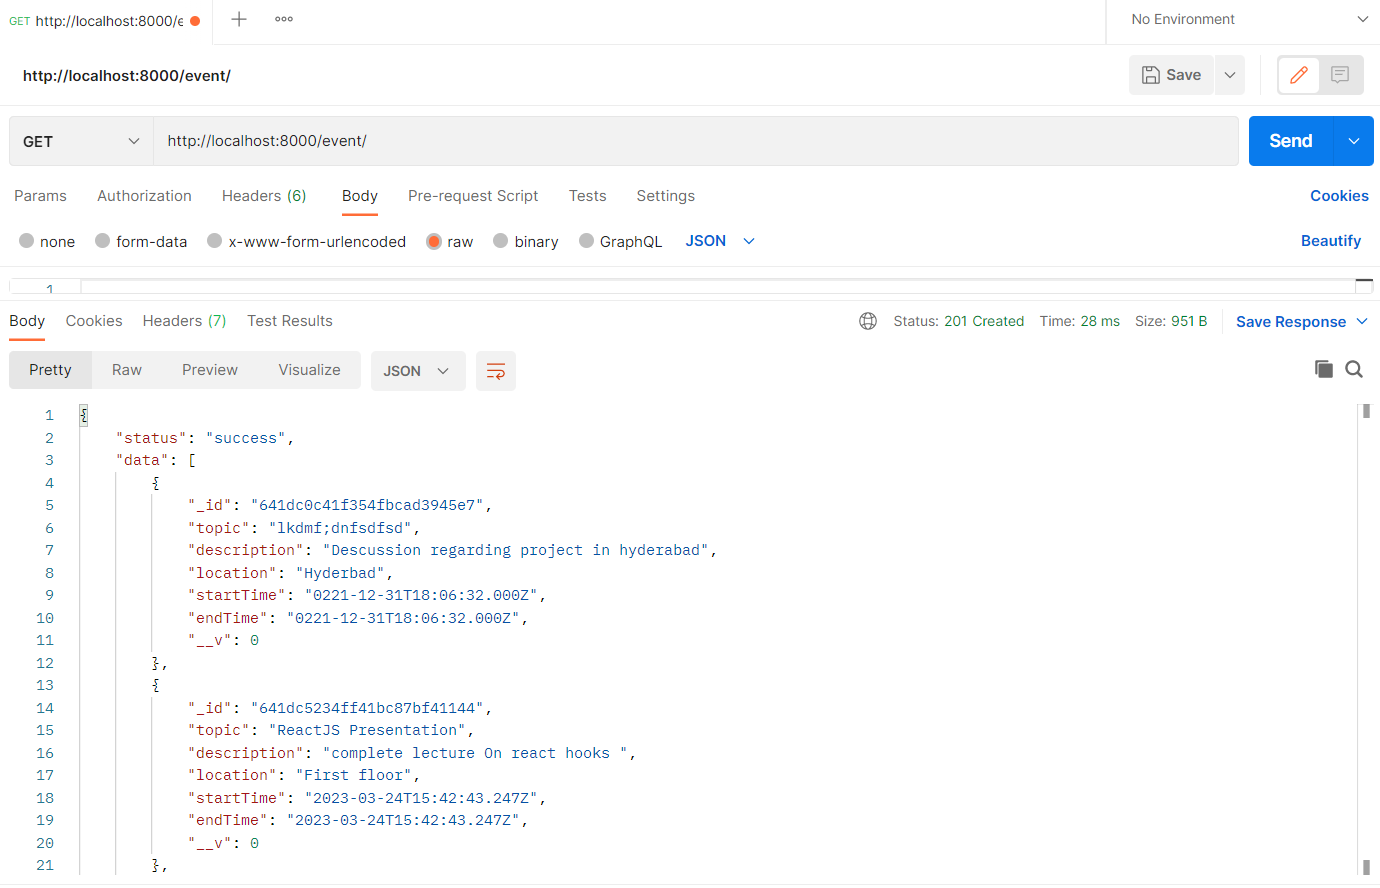 GET http://localhost:8000/e
No Environment
http://localhost:8000/event/
Save
GET http://localhost:8000/event/ Send
Params Authorization Headers (6) Body Pre-request Script Tests Settings Cookies
none form-data x-www-form-urlencoded raw binary GraphQL JSON Beautify
1
Body Cookies Headers (7) Test Results Status: 201 Created Time: 28 ms Size: 951 B Save Response
Pretty Raw Preview Visualize JSON
1 {
2 "status": "success",
3 "data": [
4 {
5 "_id": "641dc0c41f354fbcad3945e7",
6 "topic": "lkdmf;dnfsdfsd",
7 "description": "Descussion regarding project in hyderabad",
8 "location": "Hyderbad",
9 "startTime": "0221-12-31T18:06:32.000Z",
10 "endTime": "0221-12-31T18:06:32.000Z",
11 "__v": 0
12 },
13 {
14 "_id": "641dc5234ff41bc87bf41144",
15 "topic": "ReactJS Presentation",
16 "description": "complete lecture On react hooks ",
17 "location": "First floor",
18 "startTime": "2023-03-24T15:42:43.247Z",
19 "endTime": "2023-03-24T15:42:43.247Z",
20 "__v": 0
21 },